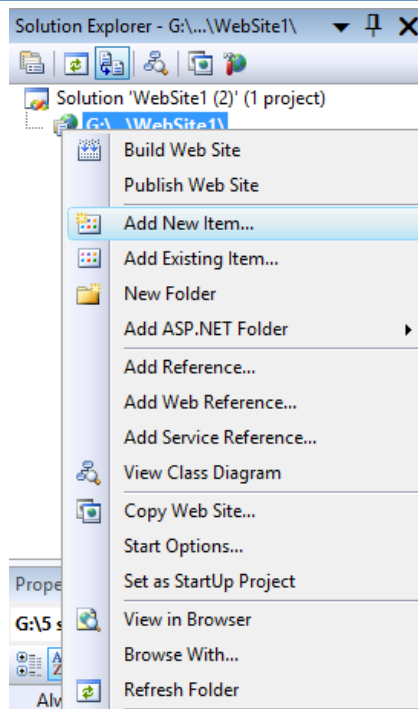 Solution Explorer - G:\...\WebSite1\
Solution 'WebSite1 (2)' (1 project)
G:\...\WebSite1\
Build Web Site
Publish Web Site
Add New Item...
Add Existing Item...
New Folder
Add ASP.NET Folder
Add Reference...
Add Web Reference...
Add Service Reference...
View Class Diagram
Copy Web Site...
Start Options...
Set as StartUp Project
Prope
View in Browser
G:\5 s
Browse With...
Refresh Folder
Alw